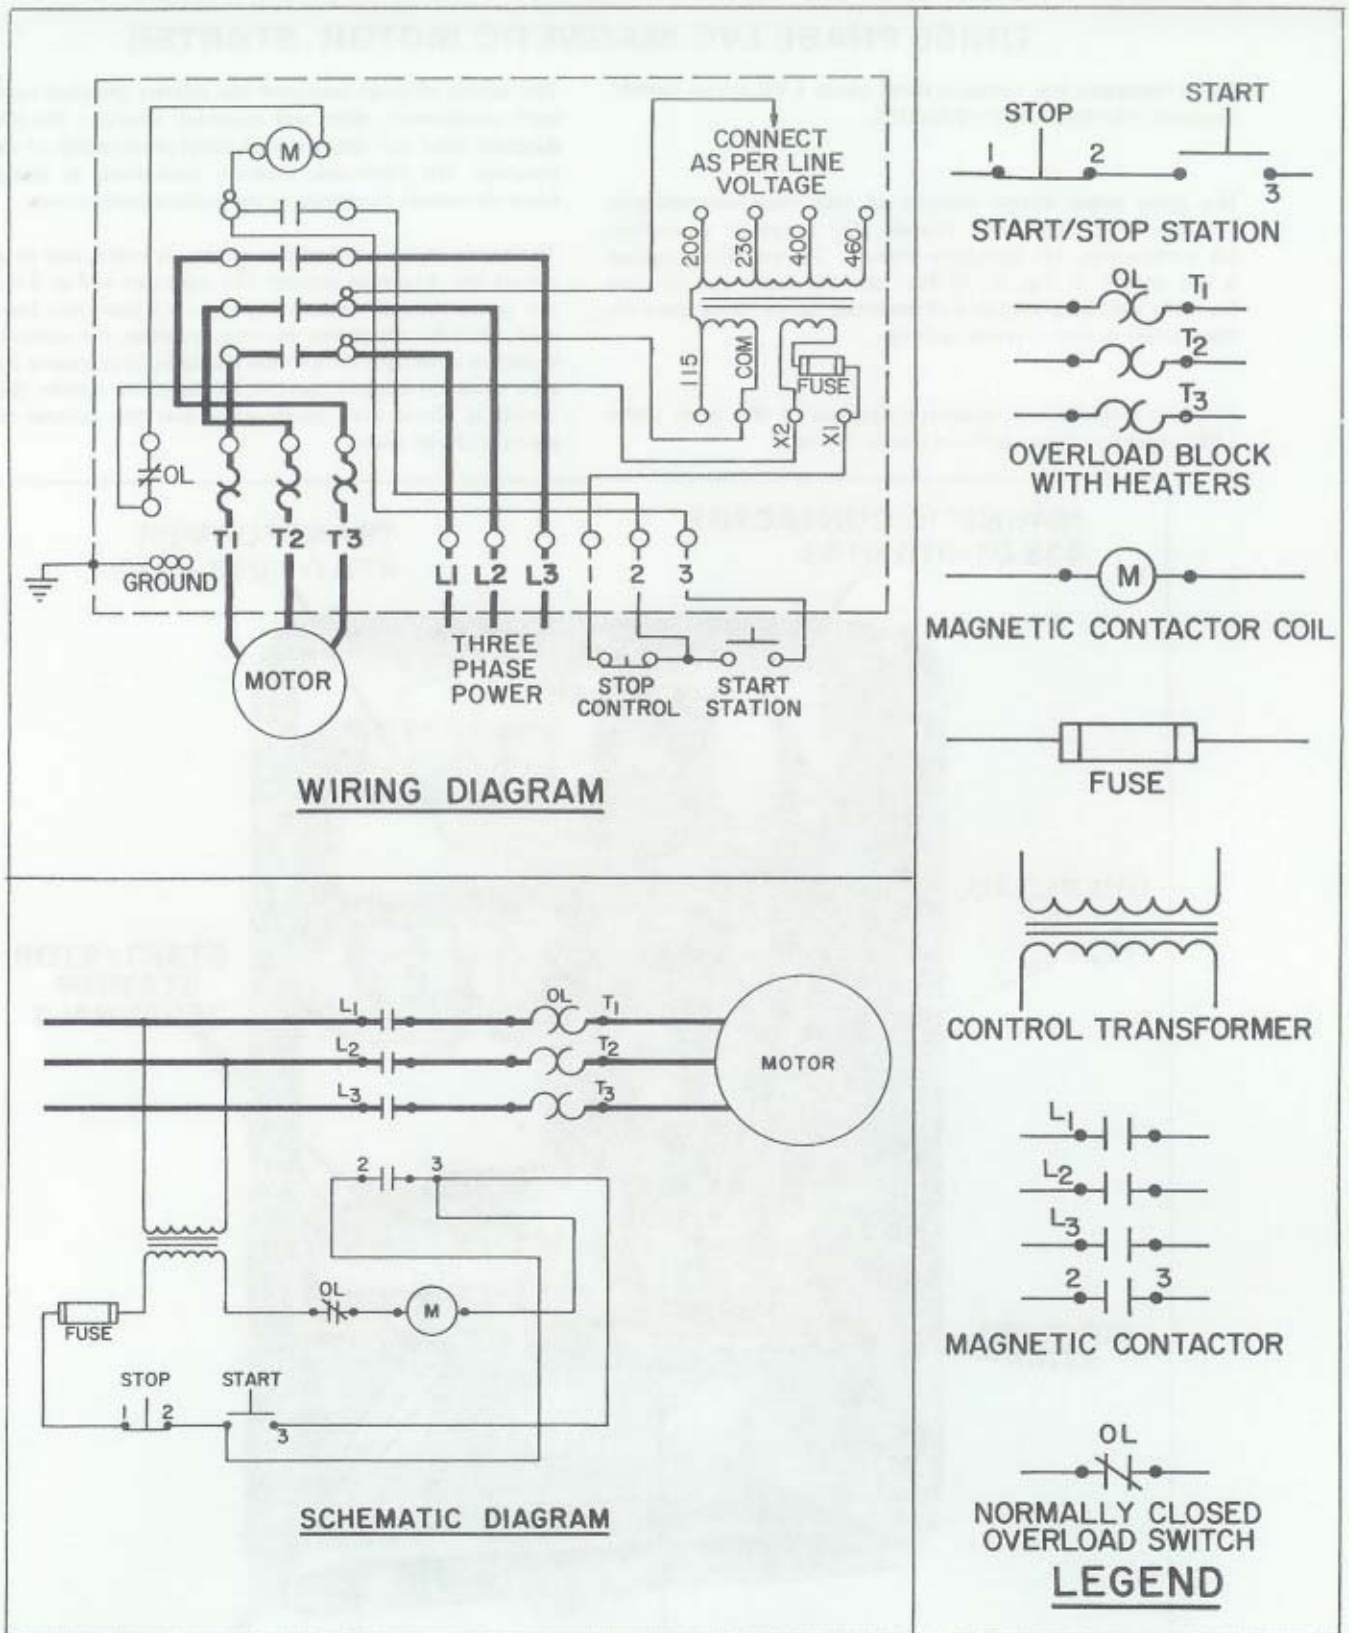 M
CONNECT
AS PER LINE
VOLTAGE
200
230
400
460
115
COM
FUSE
X2
X1
OL
T1 T2 T3
GROUND
L1 L2 L3 1 2 3
MOTOR
THREE
PHASE
POWER
STOP START
CONTROL STATION
WIRING DIAGRAM
L1 OL T1
L2 T2
L3 T3
MOTOR
2 3
OL
M
FUSE
STOP START
1 2
3
SCHEMATIC DIAGRAM
START
STOP
1 2
3
START/STOP STATION
OL T1
T2
T3
OVERLOAD BLOCK
WITH HEATERS
M
MAGNETIC CONTACTOR COIL
FUSE
CONTROL TRANSFORMER
L1
L2
L3
2 3
MAGNETIC CONTACTOR
OL
NORMALLY CLOSED
OVERLOAD SWITCH
LEGEND